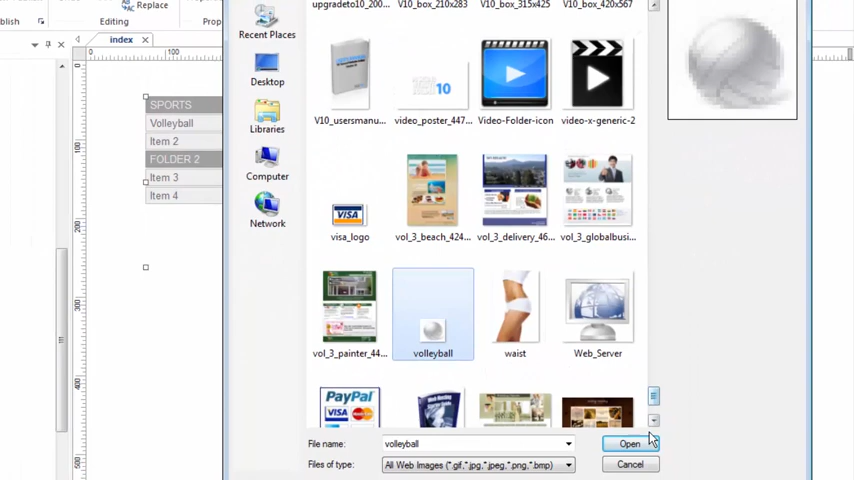 Replace
blish
Editing
Prop
index
0
100
0
100
200
300
400
500
SPORTS
Volleyball
Item 2
FOLDER 2
Item 3
Item 4
Recent Places
Desktop
Libraries
Computer
Network
upgradeto10_200... V10_box_210x283 V10_box_315x425 V10_box_420x567
V10_usersmanu... video_poster_447... Video-Folder-icon video-x-generic-2
10
VISA
visa_logo vol_3_beach_424... vol_3_delivery_46... vol_3_globalbusi...
vol_3_painter_44... volleyball waist Web_Server
PayPal
VISA
File name: volleyball Open
Files of type: All Web Images (*.gif,*.jpg,*.jpeg,*.png,*.bmp) Cancel